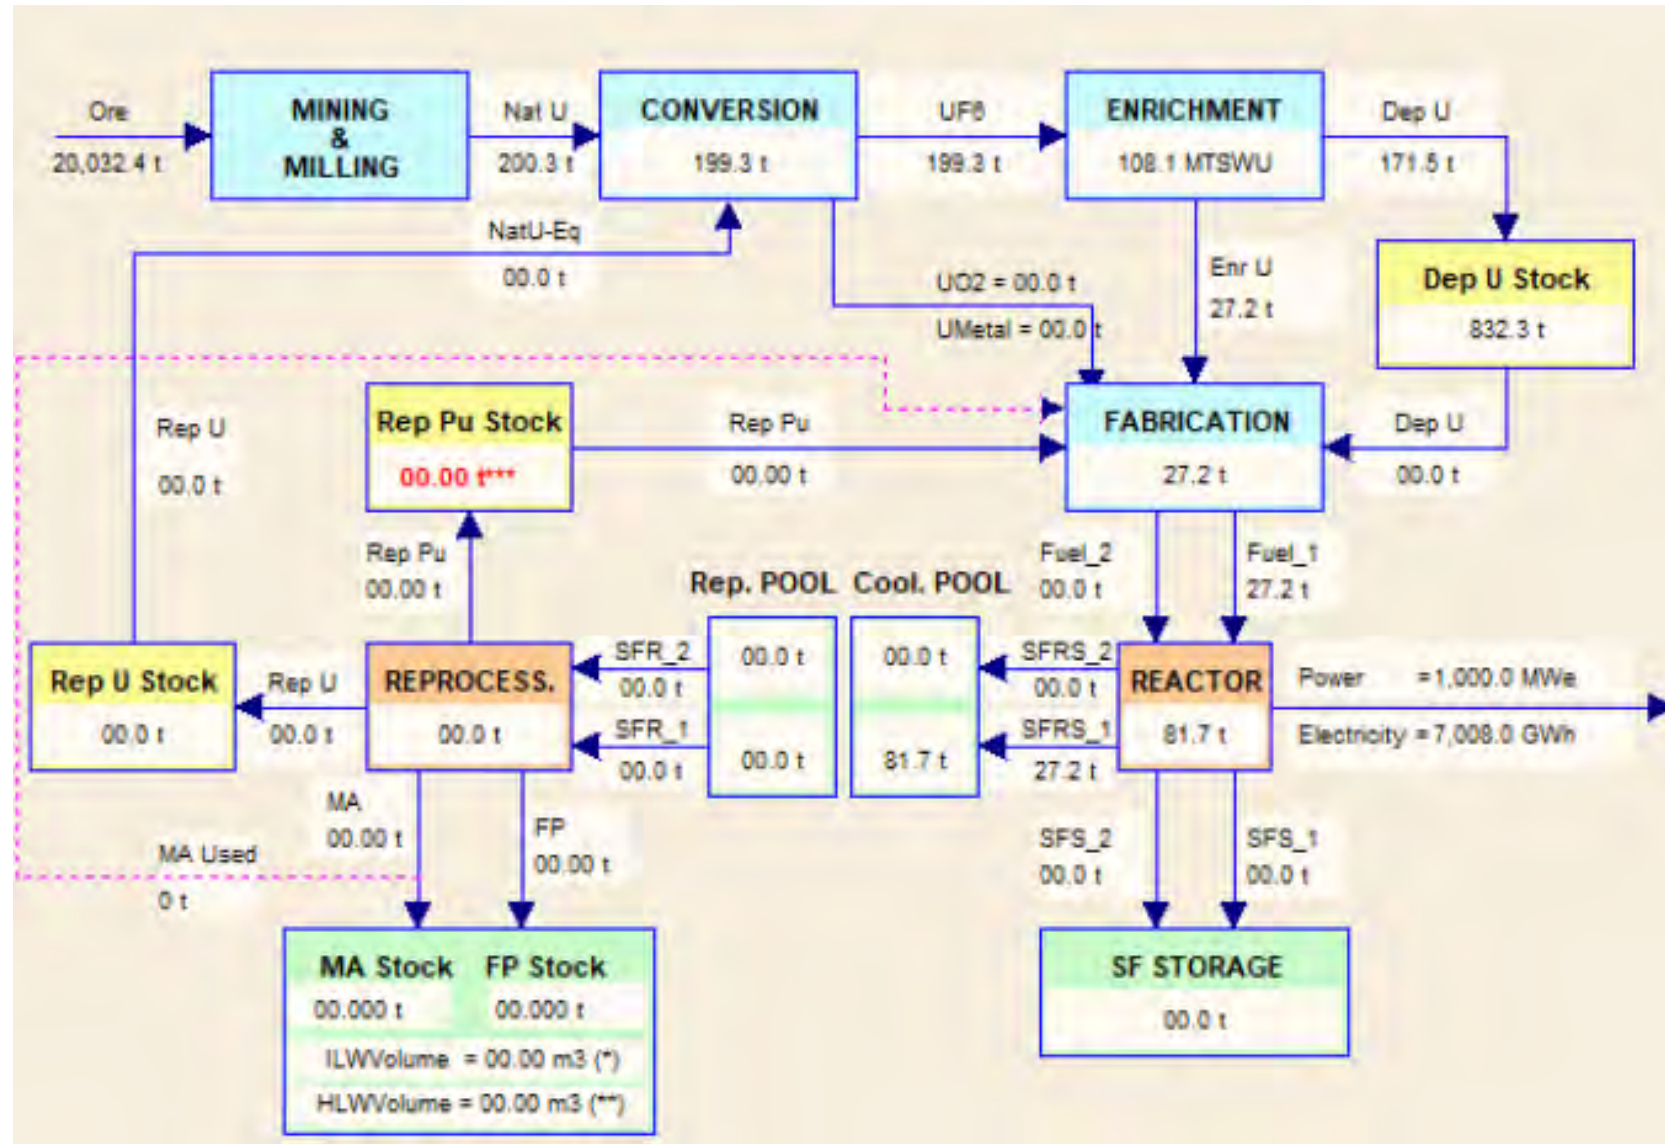 Ore
20,032.4 t
MINING
&
MILLING
Nat U
200.3 t
CONVERSION
199.3 t
UF6
199.3 t
ENRICHMENT
108.1 MTSWU
Dep U
171.5 t
NatU-Eq
00.0 t
UO2 = 00.0 t
UMetal = 00.0 t
Enr U
27.2 t
Dep U Stock
832.3 t
Rep U
00.0 t
Rep Pu Stock
00.00 t***
Rep Pu
00.00 t
FABRICATION
27.2 t
Dep U
00.0 t
Rep Pu
00.00 t
Rep. POOL
Cool. POOL
Fuel_2
00.0 t
Fuel_1
27.2 t
Rep U Stock
00.0 t
Rep U
00.0 t
REPROCESS.
00.0 t
SFR_2
00.0 t
SFR_1
00.0 t
00.0 t
00.0 t
00.0 t
81.7 t
SFRS_2
00.0 t
SFRS_1
27.2 t
REACTOR
81.7 t
Power =1,000.0 MWe
Electricity =7,008.0 GWh
MA
00.00 t
FP
00.00 t
MA Used
0 t
SFS_2
00.0 t
SFS_1
00.0 t
MA Stock FP Stock
00.000 t 00.000 t
ILWVolume = 00.00 m3 (*)
HLWVolume = 00.00 m3 (**)
SF STORAGE
00.0 t